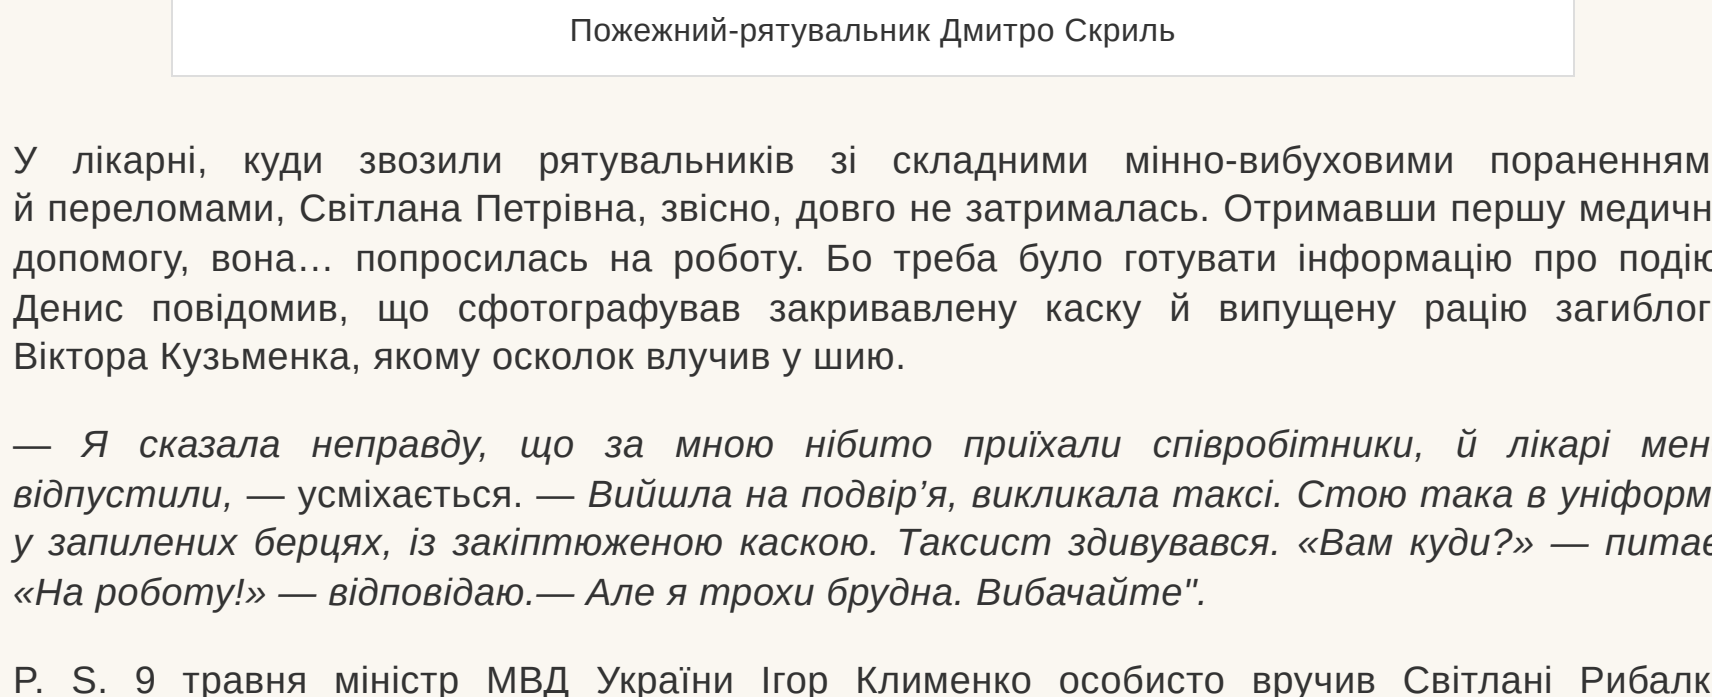 Пожежний-рятувальник Дмитро Скриль
У лікарні, куди звозили рятувальників зі складними мінно-вибуховими пораненням
й переломами, Світлана Петрівна, звісно, довго не затрималась. Отримавши першу медичн
допомогу, вона… попросилась на роботу. Бо треба було готувати інформацію про подію
Денис повідомив, що сфотографував закривавлену каску й випущену рацію загиблог
Віктора Кузьменка, якому осколок влучив у шию.
— Я сказала неправду, що за мною нібито приїхали співробітники, й лікарі мен
відпустили, — усміхається. — Вийшла на подвір’я, викликала таксі. Стою така в уніформ
у запилених берцях, із закіптюженою каскою. Таксист здивувався. «Вам куди?» — питає
«На роботу!» — відповідаю.— Але я трохи брудна. Вибачайте".
P. S. 9 травня міністр МВД України Ігор Клименко особисто вручив Світлані Рибалк